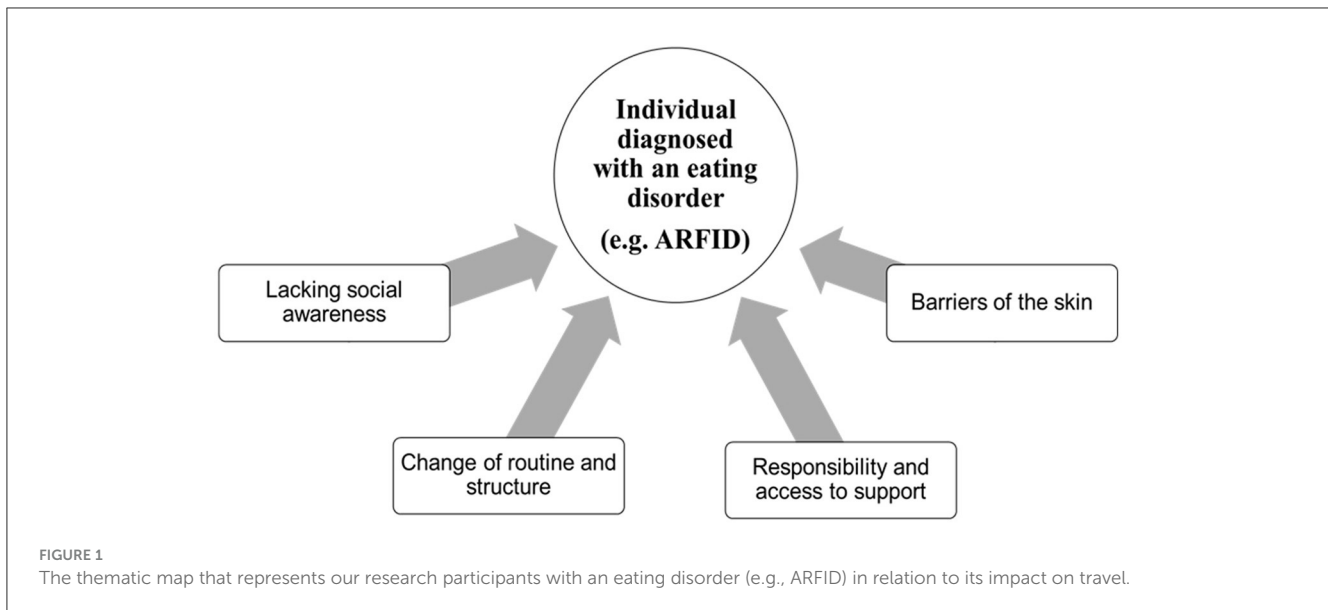 Individual
diagnosed
with an eating
disorder
(e.g. ARFID)
Lacking social
awareness
Barriers of the skin
Change of routine and
structure
Responsibility and
access to support
FIGURE 1
The thematic map that represents our research participants with an eating disorder (e.g., ARFID) in relation to its impact on travel.